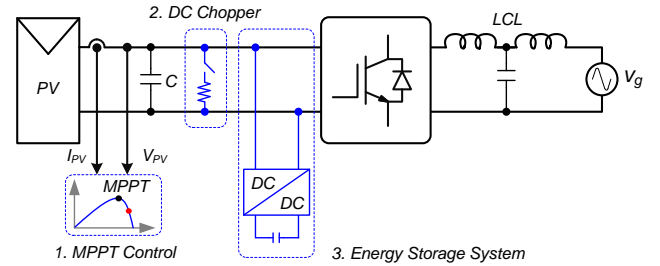 2. DC Chopper
LCL
PV
C
Vg
IPV
VPV
MPPT
DC
DC
1. MPPT Control
3. Energy Storage System